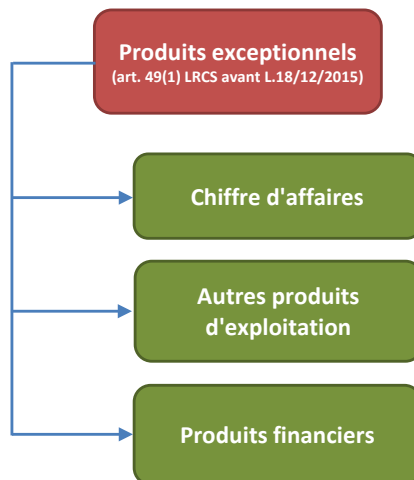 Produits exceptionnels
(art. 49(1) LRCS avant L.18/12/2015)
Chiffre d'affaires
Autres produits
d'exploitation
Produits financiers